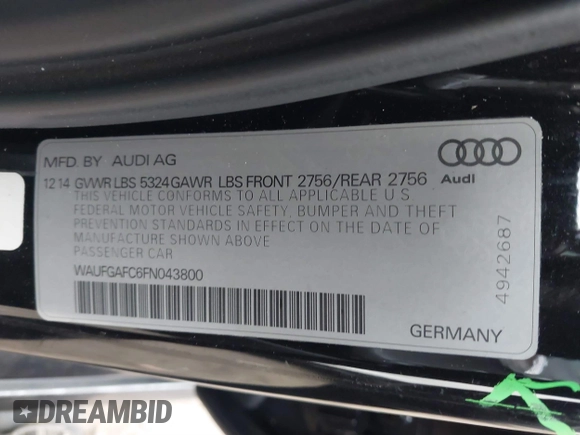 MFD. BY AUDI AG
12 14 GVWR LBS 5324 GAWR LBS FRONT 2756/REAR 2756
THIS VEHICLE CONFORMS TO ALL APPLICABLE U.S.
FEDERAL MOTOR VEHICLE SAFETY, BUMPER AND THEFT
PREVENTION STANDARDS IN EFFECT ON THE DATE OF
MANUFACTURE SHOWN ABOVE
PASSENGER CAR
WAUFGAFC6FN043800
Audi
4942687
GERMANY
DREAMBID